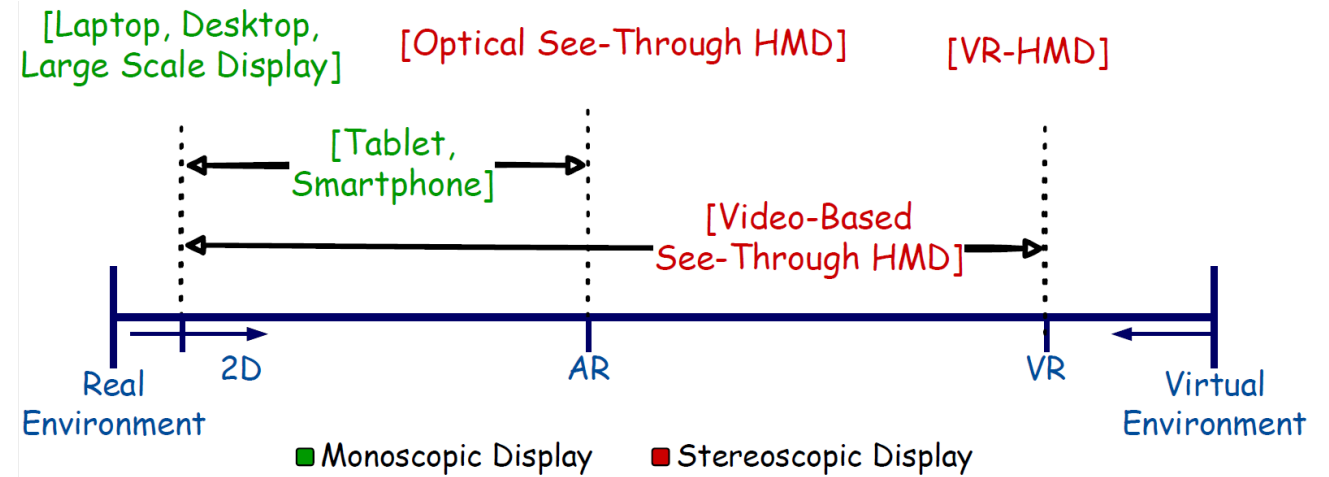 [Laptop, Desktop,
Large Scale Display]
[Optical See-Through HMD]
[VR-HMD]
[Tablet,
Smartphone]
[Video-Based
See-Through HMD]
2D
AR
VR
Real
Environment
Virtual
Environment
Monoscopic Display
Stereoscopic Display